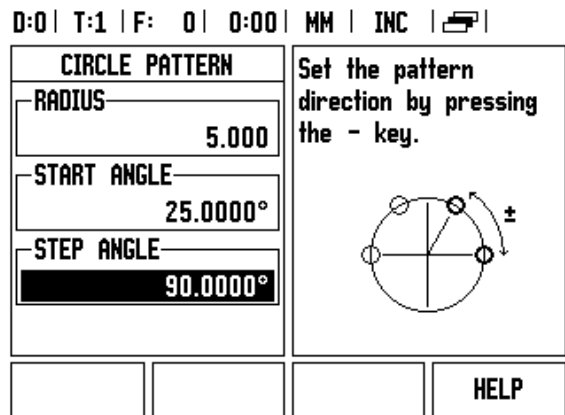 D:0| T:1 | F: 0| 0:00| MM | INC | |
CIRCLE PATTERN
RADIUS
5.000
START ANGLE
25.0000°
STEP ANGLE
90.0000°
Set the pattern
direction by pressing
the - key.
±
HELP